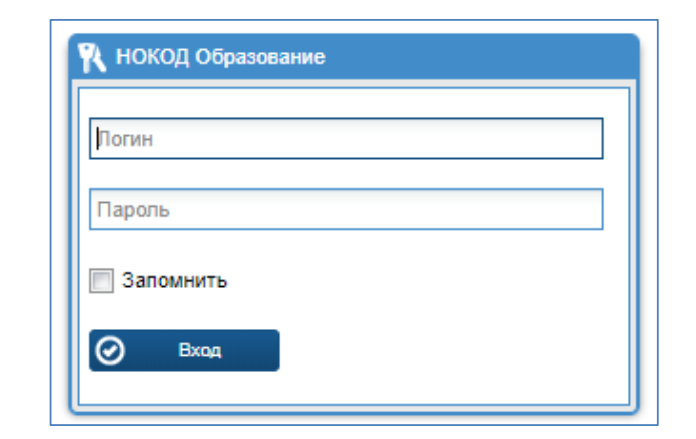 НОКОД Образование
Логин
Пароль
Запомнить
Вход